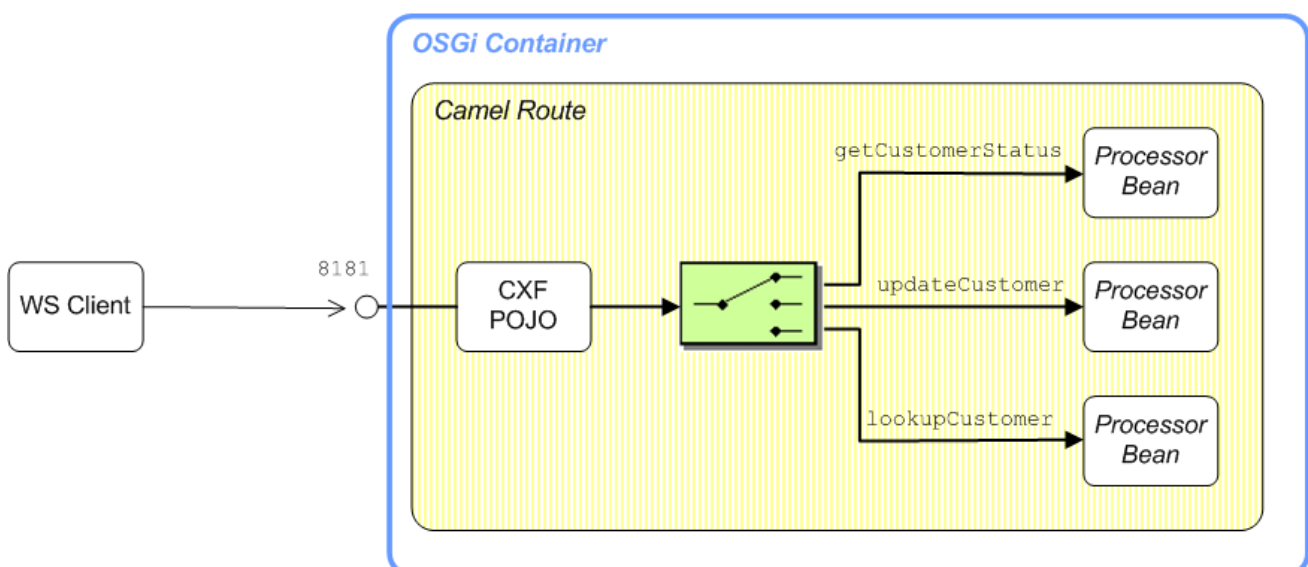 OSGi Container
Camel Route
getCustomerStatus
Processor
Bean
8181
WS Client
CXF
POJO
updateCustomer
Processor
Bean
lookupCustomer
Processor
Bean